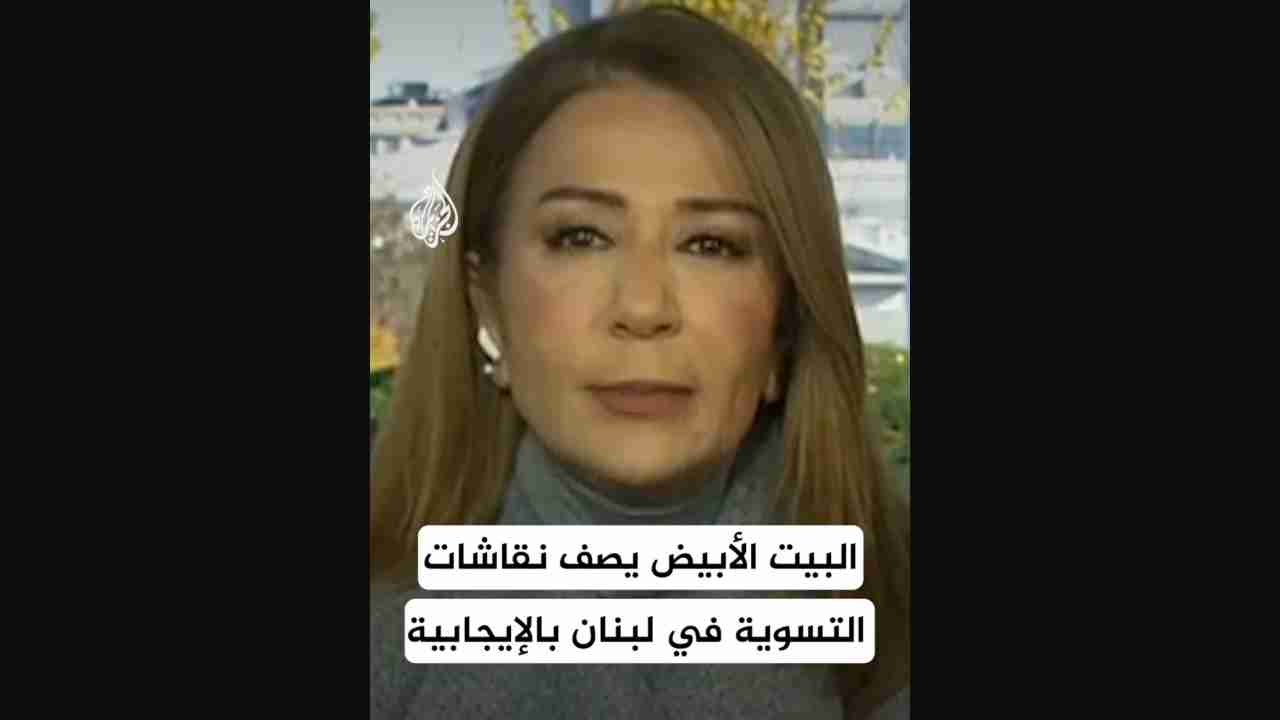 البيت الأبيض يصف نقاشات
التسوية في لبنان بالإيجابية